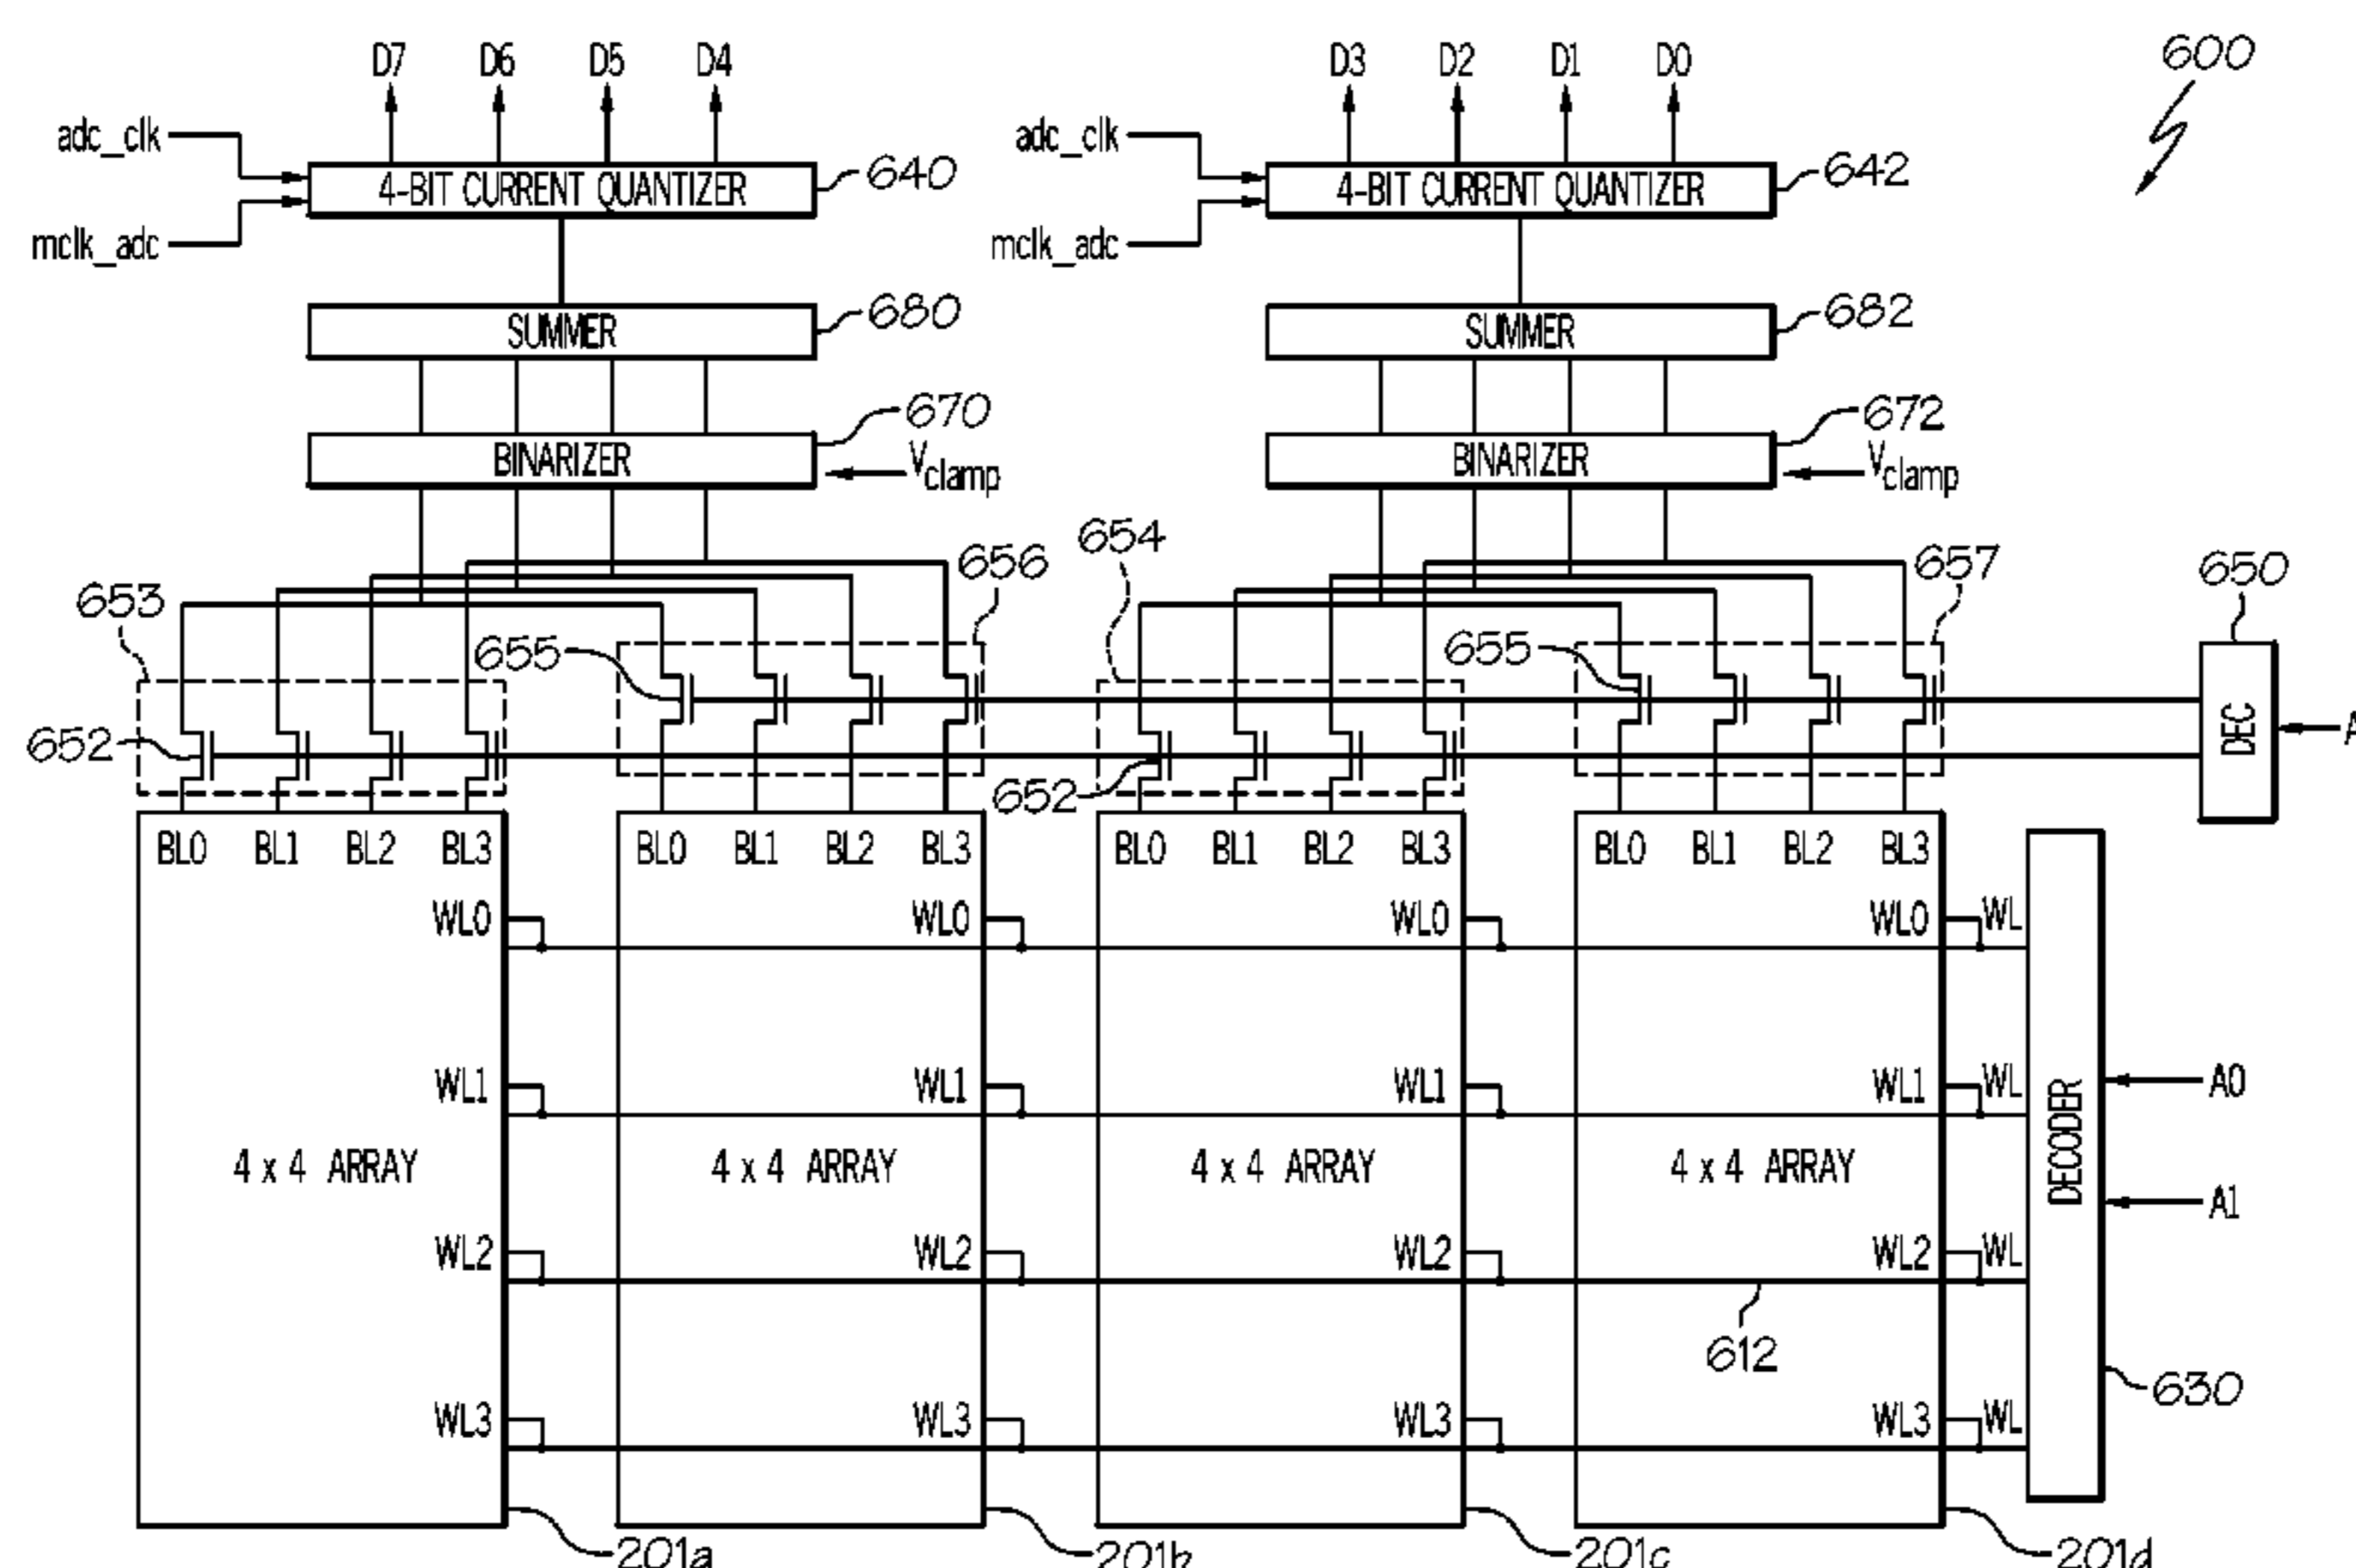 D7 D6 D5 D4 D3 D2 D1 D0 600
adc_clk adc_clk
4-BIT CURRENT QUANTIZER 640 4-BIT CURRENT QUANTIZER 642
mclk_adc mclk_adc
SUMMER 680 SUMMER 682
670 672
BINARIZER Vclamp BINARIZER Vclamp
653 656 654 657 650
655 655
652 652 DEC
BL0 BL1 BL2 BL3 BL0 BL1 BL2 BL3 BL0 BL1 BL2 BL3 BL0 BL1 BL2 BL3
WL0 WL0 WL0 WL0 WL
WL1 WL1 WL1 WL1 WL A0
4 x 4 ARRAY 4 x 4 ARRAY 4 x 4 ARRAY 4 x 4 ARRAY DECODER
A1
WL2 WL2 WL2 WL2 WL
612
630
WL3 WL3 WL3 WL3 WL
201a 201b 201c 201d